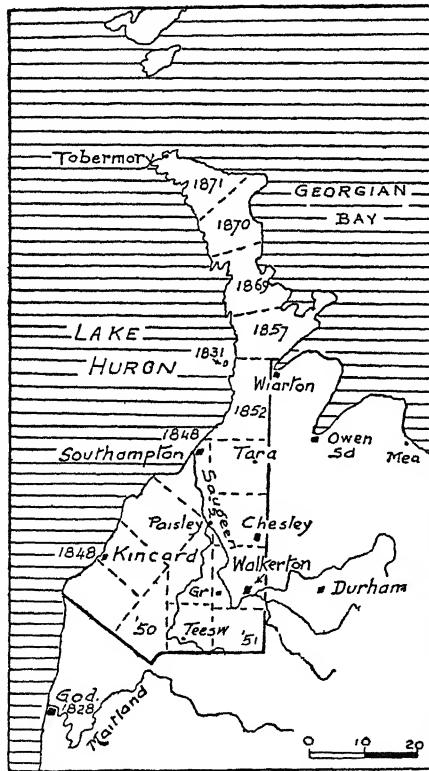 Tobermory
1871
GEORGIAN
BAY
1870
1869
LAKE
HURON
1857
1831
Wiarton
1852
1848
Southampton
Owen
Sd
Tara
Mea
Saugeen
Paisley
Chesley
1848
Kincard
Walkerton
Gr
Durham
'50
Teesw
'51
God.
1828
Maitland
0 10 20